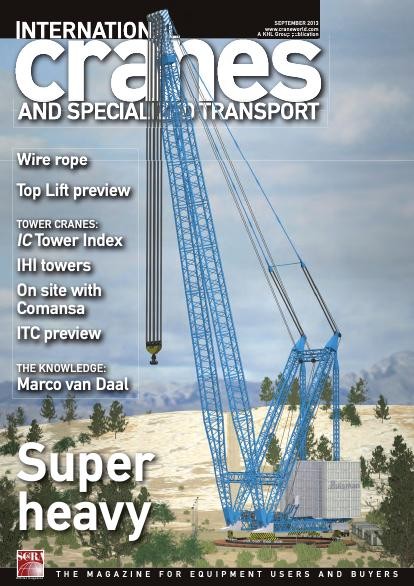 INTERNATIONAL
SEPTEMBER 2013
www.craneworld.com
A KHL Group publication
cranes
AND SPECIALIZED TRANSPORT
Wire rope
Top Lift preview
TOWER CRANES:
IC Tower Index
IHI towers
On site with
Comansa
ITC preview
THE KNOWLEDGE:
Marco van Daal
Super
heavy
SC&RA
THE MAGAZINE FOR EQUIPMENT USERS AND BUYERS